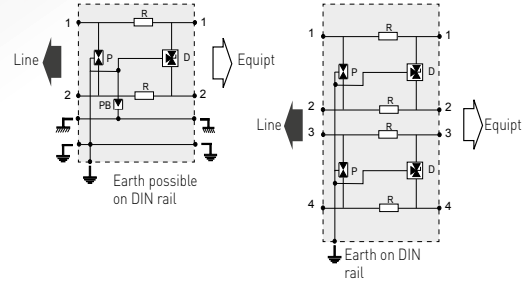 1 R 1
Line P D Equipt
2 PB R 2
Earth possible
on DIN rail
1 R 1
P D
2 R 2
Line Equipt
3 R 3
P D
4 R 4
Earth on DIN
rail